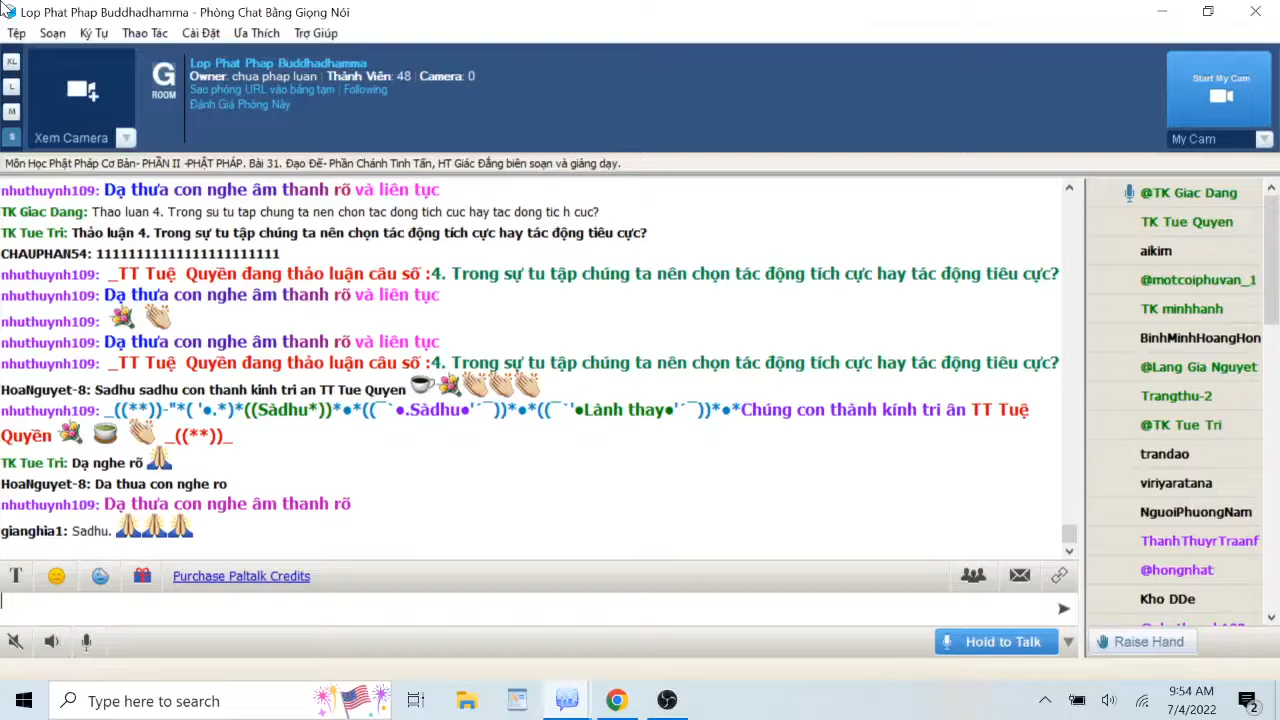 Lop Phat Phap Buddhadhamma - Phòng Chat Bằng Giọng Nói
Tệp Soạn Ký Tự Thao Tác Cài Đặt Ưa Thích Trợ Giúp
XL
L
M
S
Xem Camera
G
ROOM
Lop Phat Phap Buddhadhamma
Owner: chua phap luan | Thành Viên: 48 | Camera: 0
Sao phỏng URL vào bảng tạm | Following
Đánh Giá Phòng Này
Start My Cam
My Cam
Môn Học Phật Pháp Cơ Bản- PHẦN II -PHẬT PHÁP. Bài 31. Đạo Đế- Phần Chánh Tinh Tấn, HT Giác Đẳng biên soạn và giảng dạy.
nhuthuynh109: Dạ thưa con nghe âm thanh rõ và liên tục
TK Giac Dang: Thao luan 4. Trong su tu tap chung ta nen chon tac dong tich cuc hay tac dong tic h cuc?
TK Tue Tri: Thảo luận 4. Trong sự tu tập chúng ta nên chọn tác động tích cực hay tác động tiêu cực?
CHAUPHAN54: 11111111111111111111111
nhuthuynh109: _TT Tuệ Quyền đang thảo luận câu số :4. Trong sự tu tập chúng ta nên chọn tác động tích cực hay tác động tiêu cực?
nhuthuynh109: Dạ thưa con nghe âm thanh rõ và liên tục
nhuthuynh109:
nhuthuynh109: Dạ thưa con nghe âm thanh rõ và liên tục
nhuthuynh109: _TT Tuệ Quyền đang thảo luận câu số :4. Trong sự tu tập chúng ta nên chọn tác động tích cực hay tác động tiêu cực?
HoaNguyet-8: Sadhu sadhu con thanh kinh tri an TT Tue Quyen
nhuthuynh109: _((**))-"*( '●.*)*((Sàdhu*))*●*((¯`●.Sàdhu●'´¯))*●*((¯`'●Lành thay●'´¯))*●*Chúng con thành kính tri ân TT Tuệ
Quyền _((**))_
TK Tue Tri: Dạ nghe rõ
HoaNguyet-8: Da thua con nghe ro
nhuthuynh109: Dạ thưa con nghe âm thanh rõ
gianghia1: Sadhu.
@TK Giac Dang
TK Tue Quyen
aikim
@motcoiphuvan_1
TK minhhanh
BinhMinhHoangHon
@Lang Gia Nguyet
Trangthu-2
@TK Tue Tri
trandao
viriyaratana
NguoiPhuongNam
ThanhThuyrTraanf
@hongnhat
Kho DDe
T Purchase Paltalk Credits
Hold to Talk
Raise Hand
Type here to search
9:54 AM
7/4/2022
2